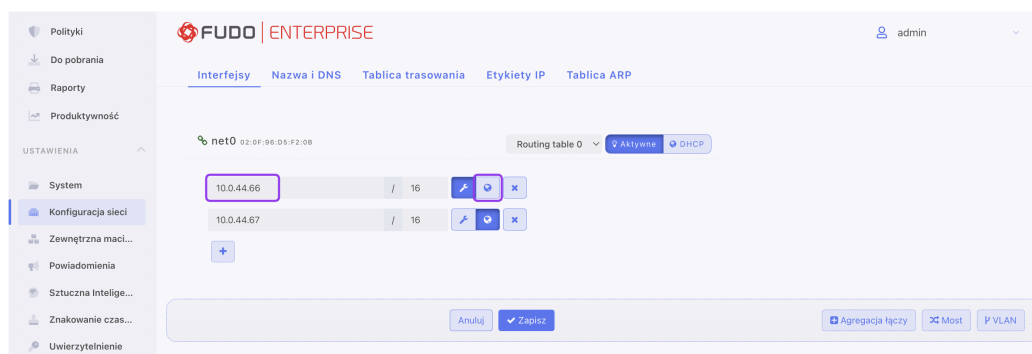 Polityki
Do pobrania
Raporty
Produktywność
USTAWIENIA
System
Konfiguracja sieci
Zewnętrzna maci...
Powiadomienia
Sztuczna Intelige...
Znakowanie czas...
Uwierzytelnienie
FUDO ENTERPRISE
admin
Interfejsy Nazwa i DNS Tablica trasowania Etykiety IP Tablica ARP
net0 02:0F:96:D5:F2:0B Routing table 0 Aktywne DHCP
10.0.44.66 / 16
10.0.44.67 / 16
Anuluj Zapisz Agregacja łączy Most VLAN